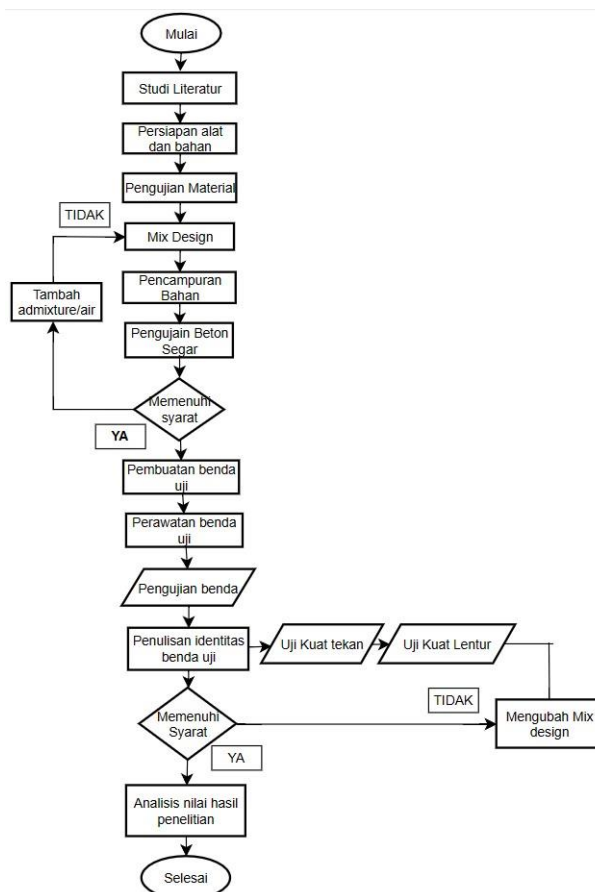 Mulai
Studi Literatur
Persiapan alat
dan bahan
Pengujian Material
TIDAK
Mix Design
Tambah
admixture/air
Pencampuran
Bahan
Pengujain Beton
Segar
Memenuhi
syarat
YA
Pembuatan benda
uji
Perawatan benda
uji
Pengujian benda
Penulisan identitas
benda uji
Uji Kuat tekan
Uji Kuat Lentur
TIDAK
Memenuhi
Syarat
Mengubah Mix
design
YA
Analisis nilai hasil
penelitian
Selesai